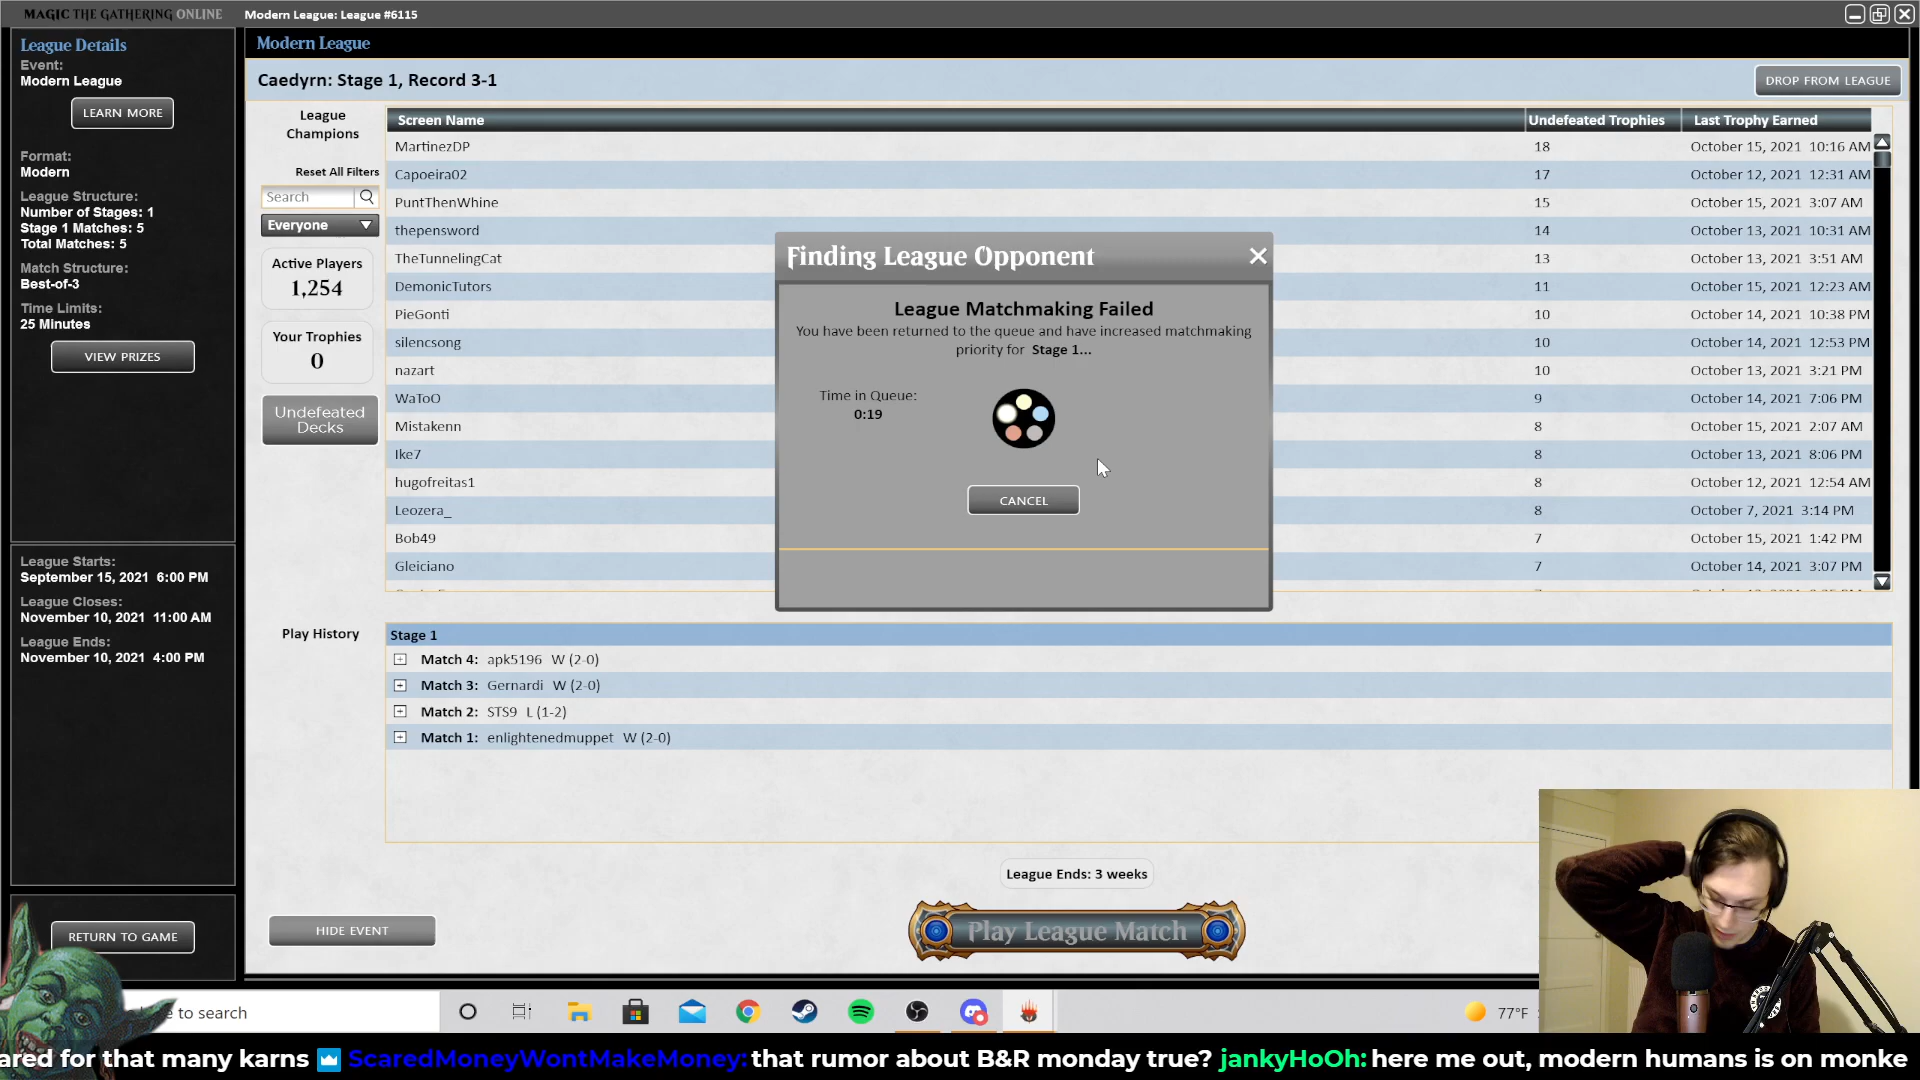 MAGIC THE GATHERING ONLINE
Modern League: League #6115
League Details
Event:
Modern League
LEARN MORE
Format:
Modern
League Structure:
Number of Stages: 1
Stage 1 Matches: 5
Total Matches: 5
Match Structure:
Best-of-3
Time Limits:
25 Minutes
VIEW PRIZES
League Starts:
September 15, 2021 6:00 PM
League Closes:
November 10, 2021 11:00 AM
League Ends:
November 10, 2021 4:00 PM
RETURN TO GAME
Modern League
Caedyrn: Stage 1, Record 3-1
DROP FROM LEAGUE
League
Champions
Reset All Filters
Search
Everyone
Active Players
1,254
Your Trophies
0
Undefeated
Decks
Screen Name Undefeated Trophies Last Trophy Earned
MartinezDP 18 October 15, 2021 10:16 AM
Capoeira02 17 October 12, 2021 12:31 AM
PuntThenWhine 15 October 15, 2021 3:07 AM
thepensword 14 October 13, 2021 10:31 AM
TheTunnelingCat 13 October 13, 2021 3:51 AM
DemonicTutors 11 October 15, 2021 12:23 AM
PieGonti 10 October 14, 2021 10:38 PM
silencsong 10 October 14, 2021 12:53 PM
nazart 10 October 13, 2021 3:21 PM
WaToO 9 October 14, 2021 7:06 PM
Mistakenn 8 October 15, 2021 2:07 AM
Ike7 8 October 13, 2021 8:06 PM
hugofreitas1 8 October 12, 2021 12:54 AM
Leozera_ 8 October 7, 2021 3:14 PM
Bob49 7 October 15, 2021 1:42 PM
Gleiciano 7 October 14, 2021 3:07 PM
Finding League Opponent
League Matchmaking Failed
You have been returned to the queue and have increased matchmaking
priority for Stage 1...
Time in Queue:
0:19
CANCEL
Play History
Stage 1
Match 4: apk5196 W (2-0)
Match 3: Gernardi W (2-0)
Match 2: STS9 L (1-2)
Match 1: enlightenedmuppet W (2-0)
League Ends: 3 weeks
HIDE EVENT
Play League Match
to search
77°F
ared for that many karns ScaredMoneyWontMakeMoney: that rumor about B&R monday true? jankyHoOh: here me out, modern humans is on monke